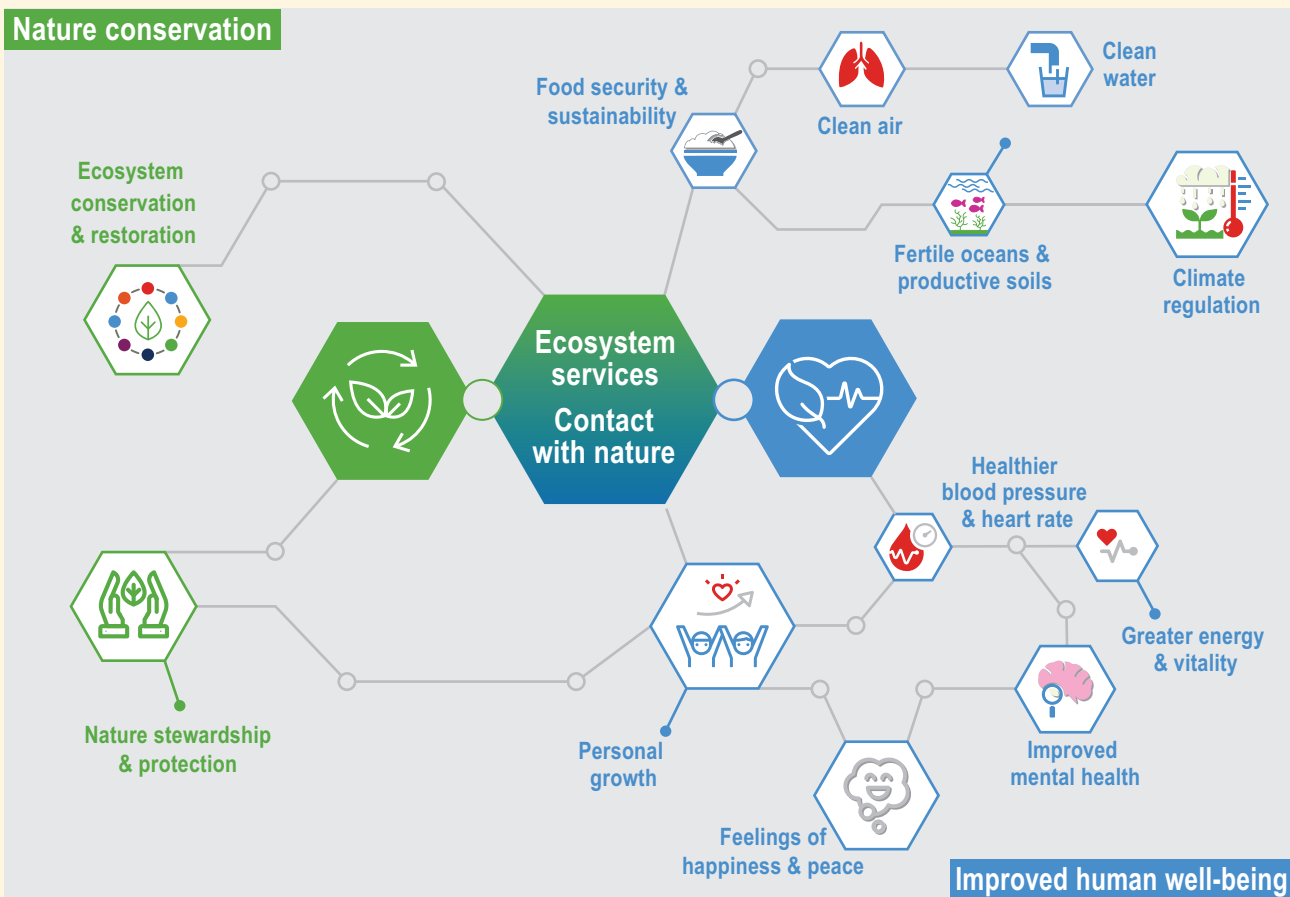 Nature conservation
Food security &
sustainability
Clean air
Clean
water
Ecosystem
conservation
& restoration
Fertile oceans &
productive soils
Climate
regulation
Ecosystem
services
Contact
with nature
Healthier
blood pressure
& heart rate
Greater energy
& vitality
Nature stewardship
& protection
Personal
growth
Improved
mental health
Feelings of
happiness & peace
Improved human well-being